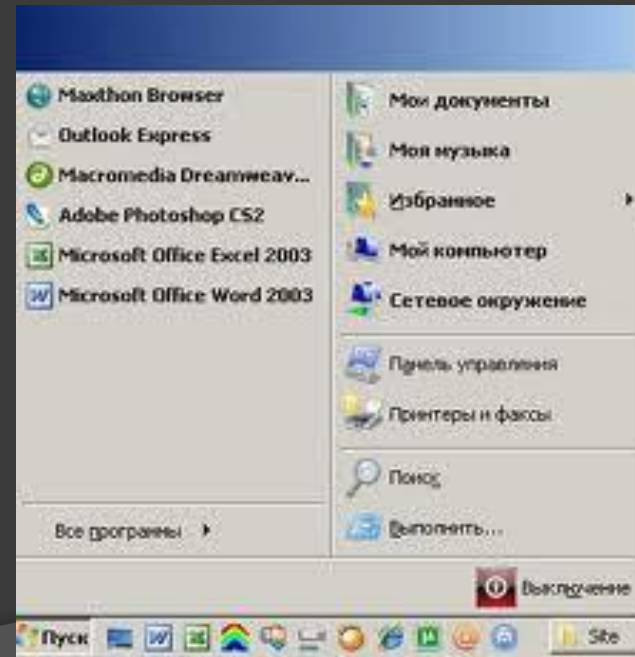 Maxthon Browser
Outlook Express
Macromedia Dreamweav...
Adobe Photoshop CS2
Microsoft Office Excel 2003
Microsoft Office Word 2003
Все программы
Мои документы
Моя музыка
Избранное
Мой компьютер
Сетевое окружение
Панель управления
Принтеры и факсы
Поиск
Выполнить...
Выключение
Пуск
Site